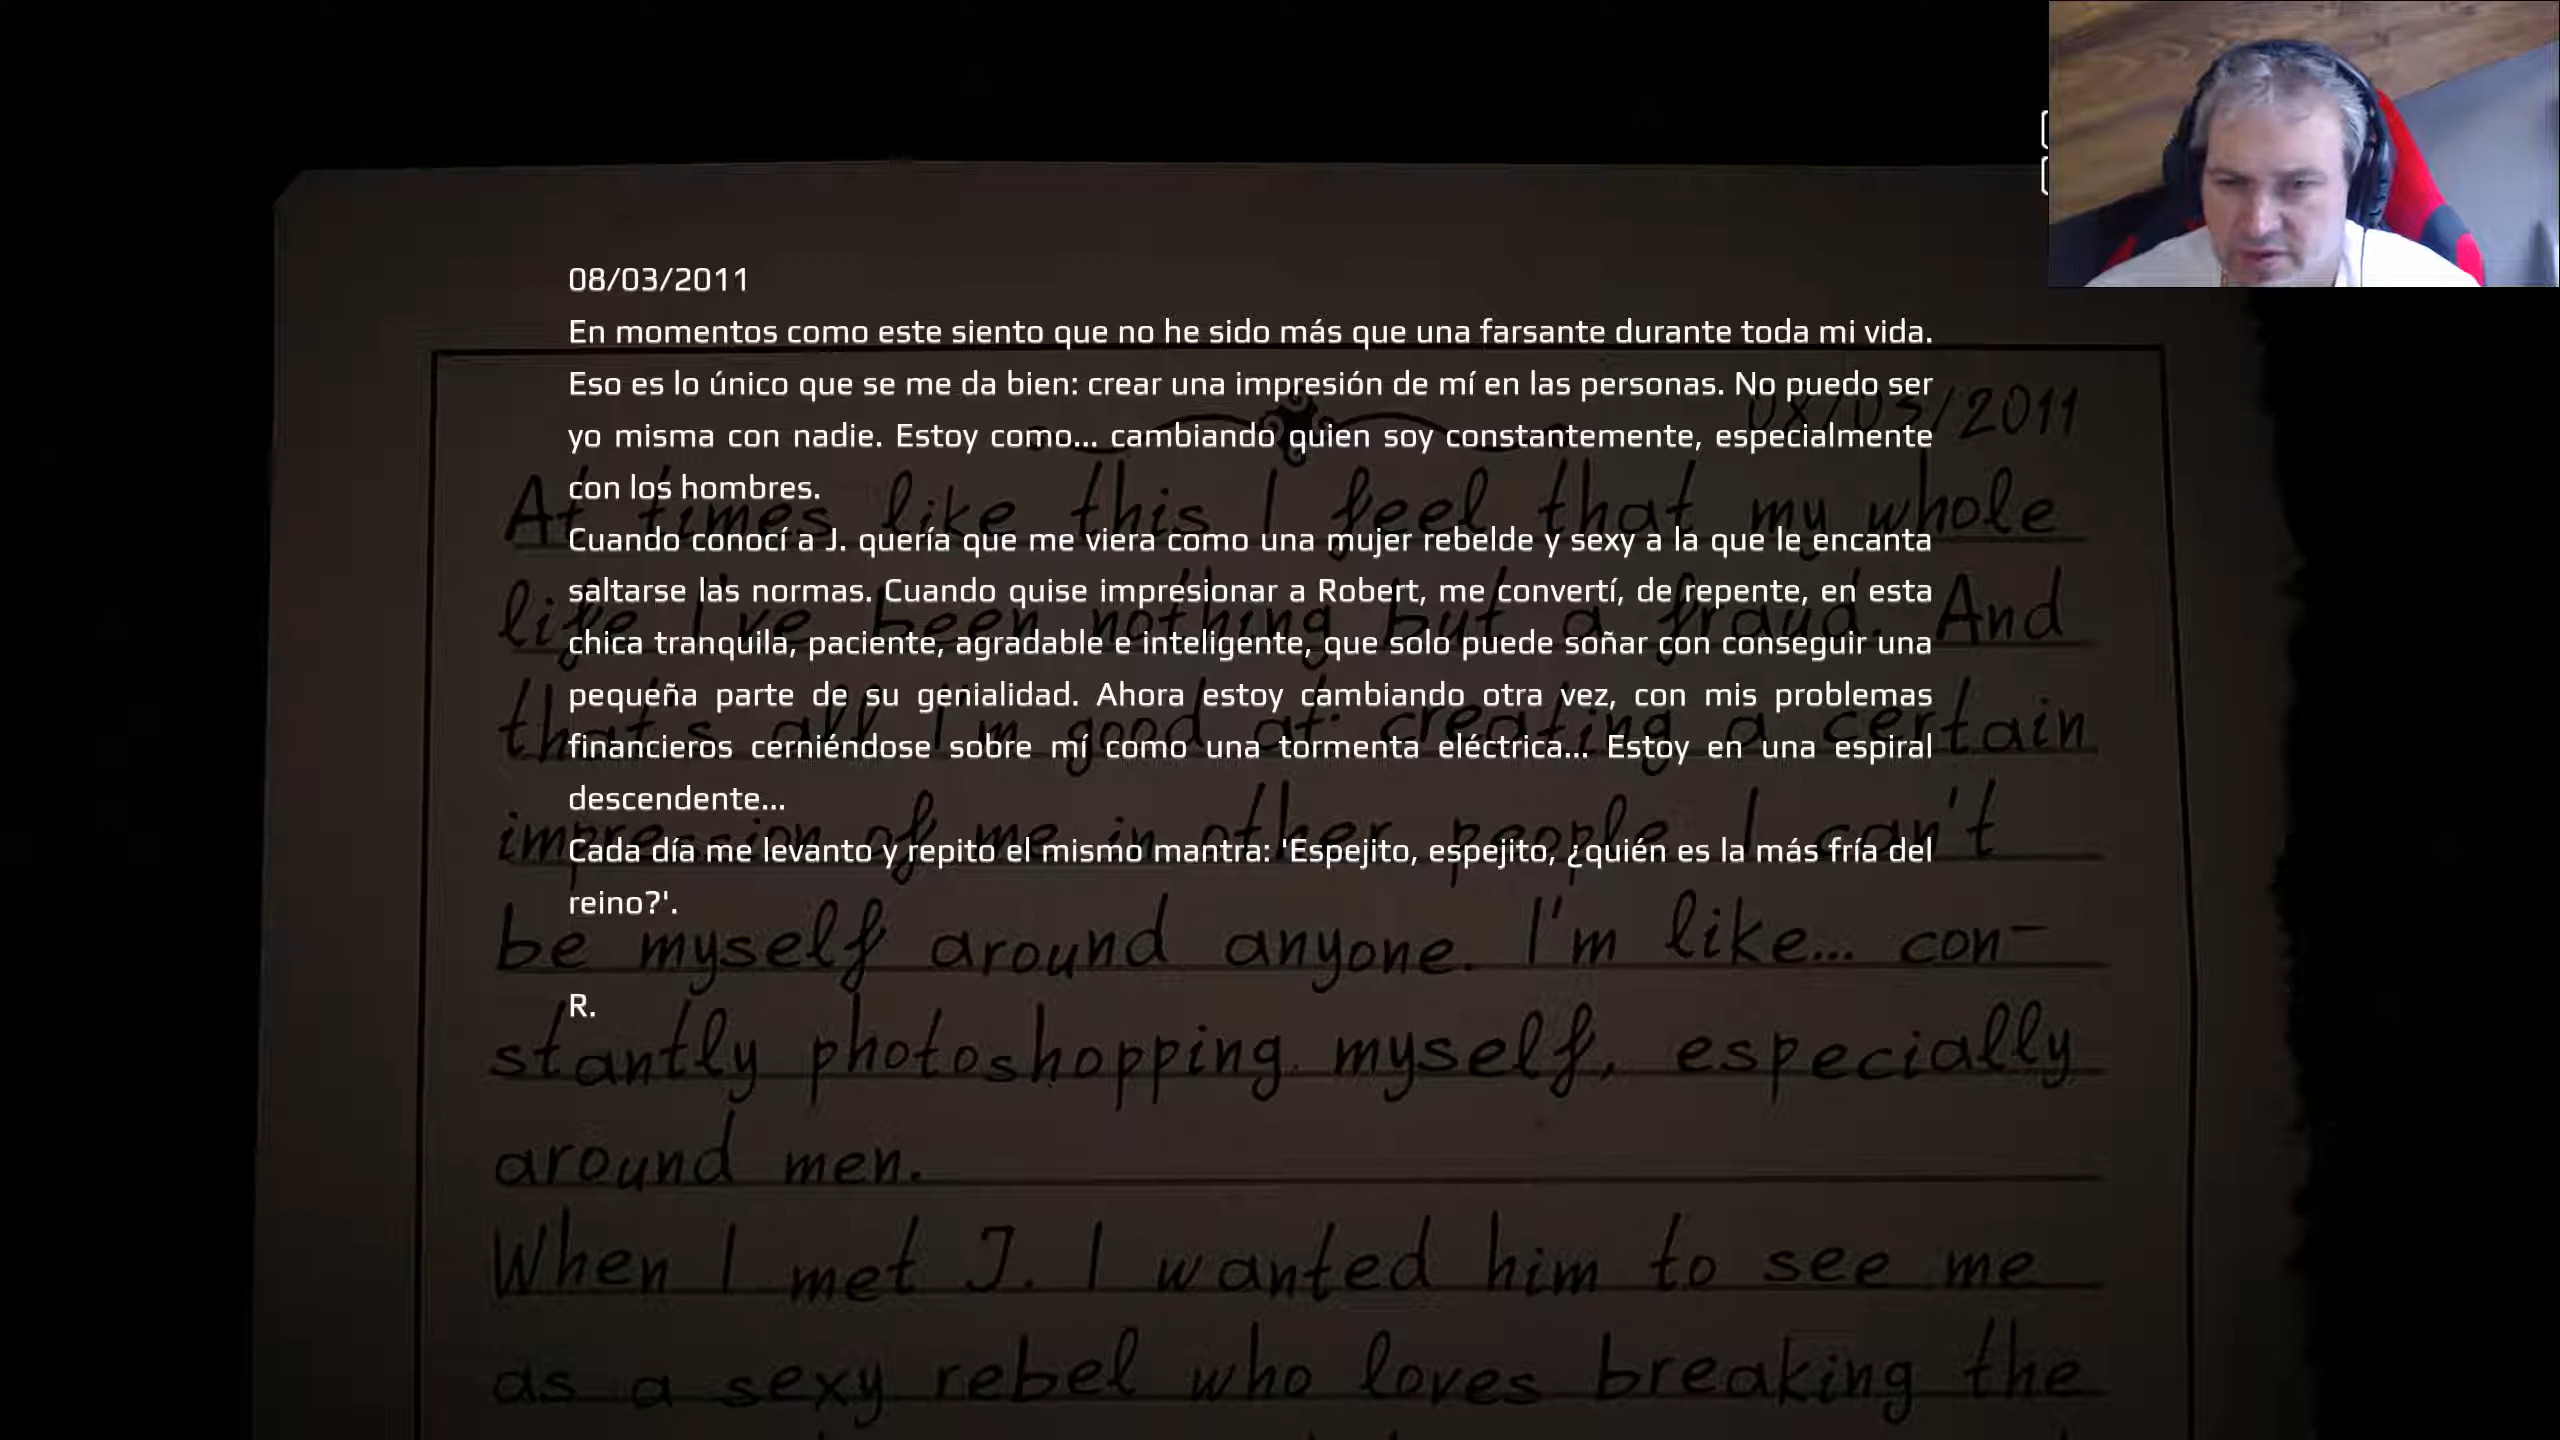 08/03/2011
En momentos como este siento que no he sido más que una farsante durante toda mi vida.
Eso es lo único que se me da bien: crear una impresión de mí en las personas. No puedo ser
yo misma con nadie. Estoy como... cambiando quien soy constantemente, especialmente
con los hombres.
Cuando conocí a J. quería que me viera como una mujer rebelde y sexy a la que le encanta
saltarse las normas. Cuando quise impresionar a Robert, me convertí, de repente, en esta
chica tranquila, paciente, agradable e inteligente, que solo puede soñar con conseguir una
pequeña parte de su genialidad. Ahora estoy cambiando otra vez, con mis problemas
financieros cerniéndose sobre mí como una tormenta eléctrica... Estoy en una espiral
descendente...
Cada día me levanto y repito el mismo mantra: 'Espejito, espejito, ¿quién es la más fría del
reino?'.
R.
08/03/2011
At times like this I feel that my whole
life I've been nothing but a fraud. And
that's all I'm good at: creating a certain
impression of me in other people. I can't
be myself around anyone. I'm like... con-
stantly photoshopping myself, especially
around men.
When I met J. I wanted him to see me
as a sexy rebel who loves breaking the